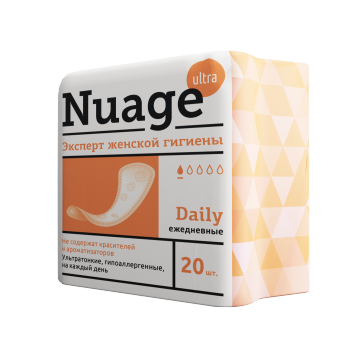 ultra
Nuage
Эксперт женской гигиены
Daily
ежедневные
Не содержат красителей
и ароматизаторов
Ультратонкие, гипоаллергенные,
на каждый день
20 шт.